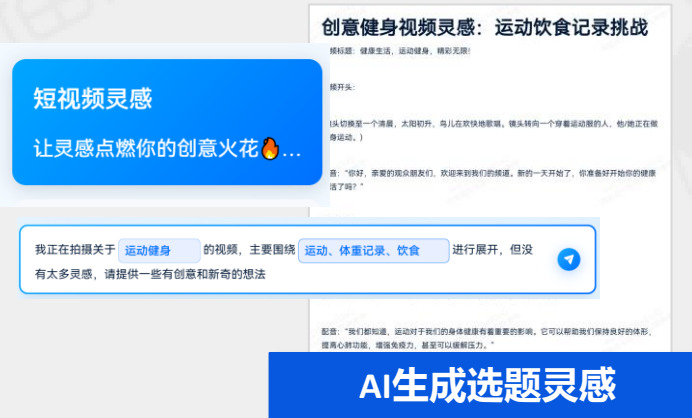 创意健身视频灵感：运动饮食记录挑战
频标题：健康生活，运动健身，精彩无限！
频开头：
头切换至一个清晨，太阳初升，鸟儿在欢快地歌唱。镜头转向一个穿着运动服的人，他/她正在做
身运动。）
音：“你好，亲爱的观众朋友们，欢迎来到我们的频道。新的一天开始了，你准备好开始你的健康
活了吗？”
短视频灵感
让灵感点燃你的创意火花🔥...
我正在拍摄关于 运动健身 的视频，主要围绕 运动、体重记录、饮食 进行展开，但没
有太多灵感，请提供一些有创意和新奇的想法
配音：“我们都知道，运动对于我们的身体健康有着重要的影响。它可以帮助我们保持良好的体形，
提高心肺功能，增强免疫力，甚至可以缓解压力。”
AI生成选题灵感